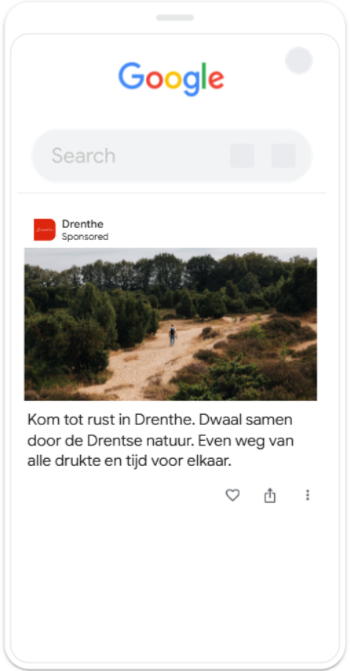 Google
Search
Drenthe
Sponsored
Kom tot rust in Drenthe. Dwaal samen
door de Drentse natuur. Even weg van
alle drukte en tijd voor elkaar.